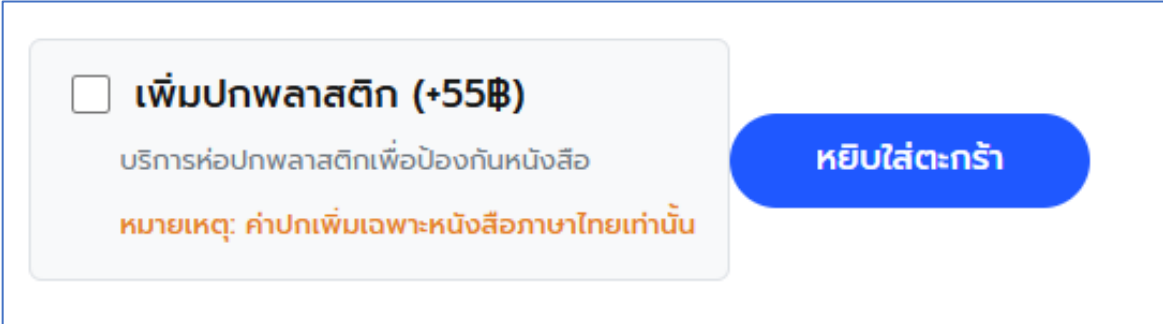 เพิ่มปกพลาสติก (+55฿)
บริการห่อปกพลาสติกเพื่อป้องกันหนังสือ
หมายเหตุ: ค่าปกเพิ่มเฉพาะหนังสือภาษาไทยเท่านั้น
หยิบใส่ตะกร้า